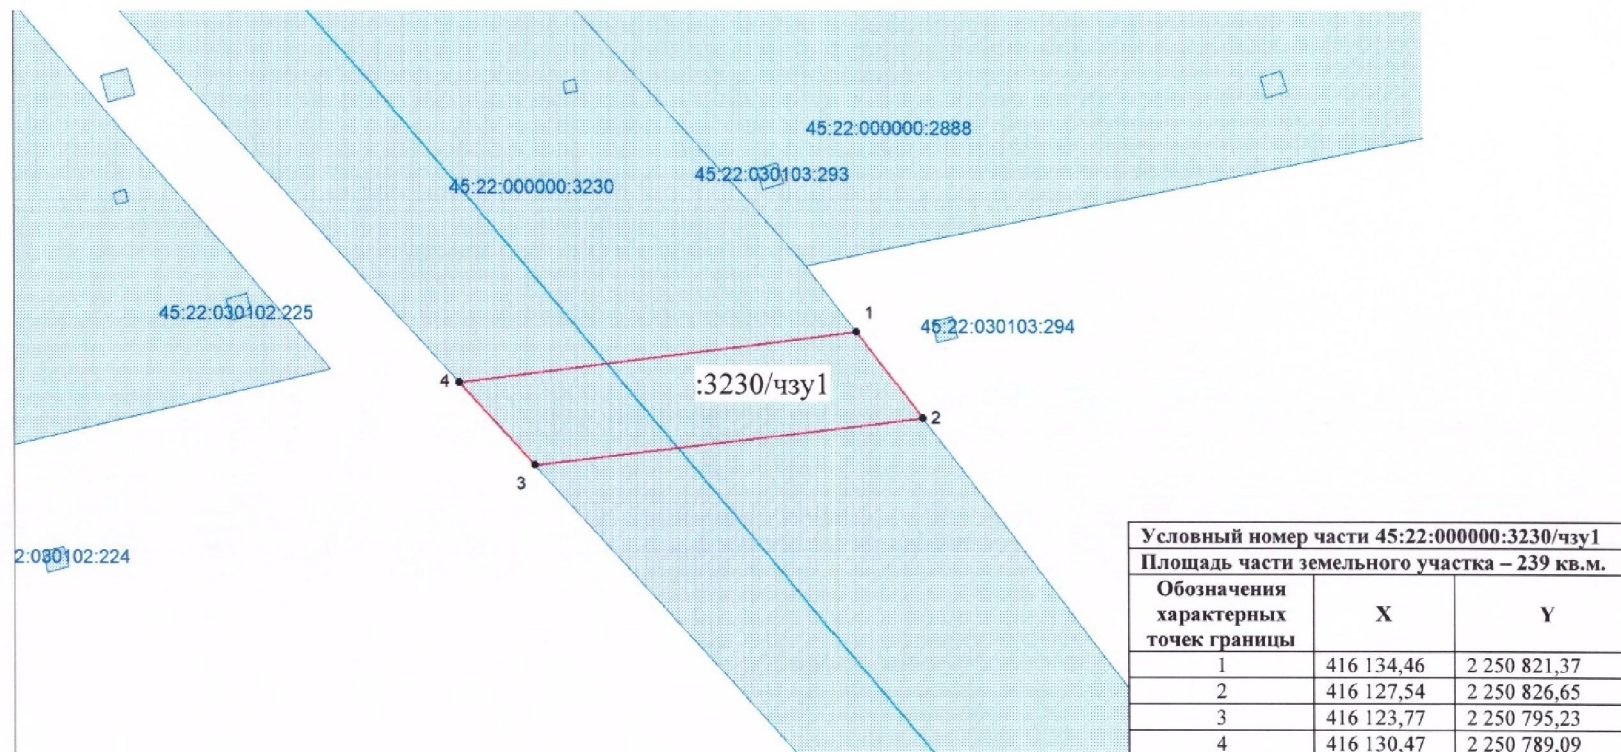 45:22:000000:2888
45:22:030103:293
45:22:000000:3230
45:22:030102:225
1
45:22:030103:294
4
:3230/чзу1
2
3
2:030102:224
Условный номер части 45:22:000000:3230/чзу1
Площадь части земельного участка – 239 кв.м.
Обозначения характерных точек границы X Y
1 416 134,46 2 250 821,37
2 416 127,54 2 250 826,65
3 416 123,77 2 250 795,23
4 416 130,47 2 250 789,09